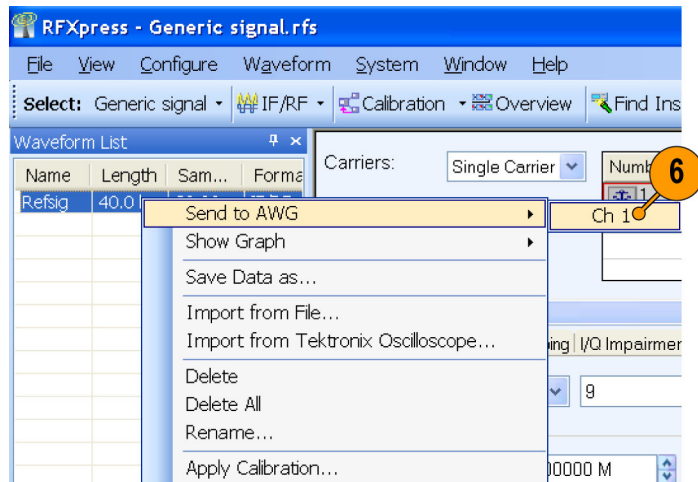 RFXpress - Generic signal.rfs
File View Configure Waveform System Window Help
Select: Generic signal IF/RF Calibration Overview Find Ins
Waveform List
Name Length Sam... Forma
Refsig 40.0
Carriers: Single Carrier Numb
6
1
Send to AWG
Ch 1
Show Graph
Save Data as...
Import from File...
Import from Tektronix Oscilloscope...
ing I/Q Impairmen
Delete
9
Delete All
Rename...
Apply Calibration...
00000 M